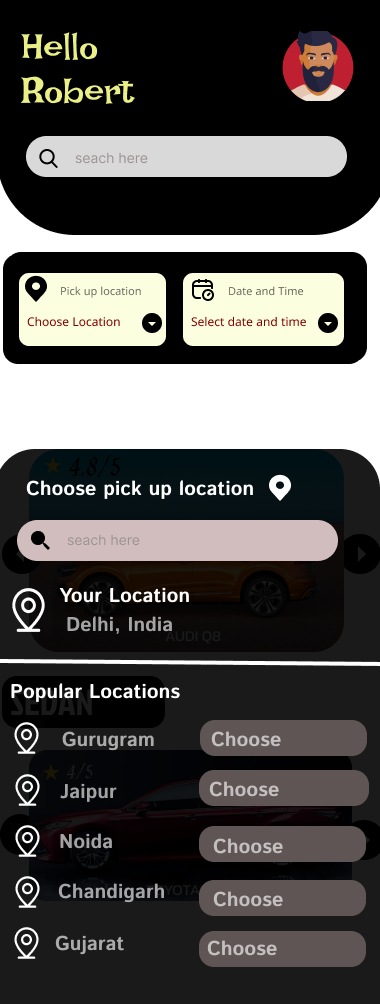 Hello
Robert
seach here
Pick up location
Date and Time
Choose Location
Select date and time
4.8/5
Choose pick up location
seach here
Your Location
Delhi, India
AUDI Q8
Popular Locations
SEDAN
Gurugram Choose
4/5
Jaipur Choose
Noida Choose
Chandigarh Choose
Gujarat Choose